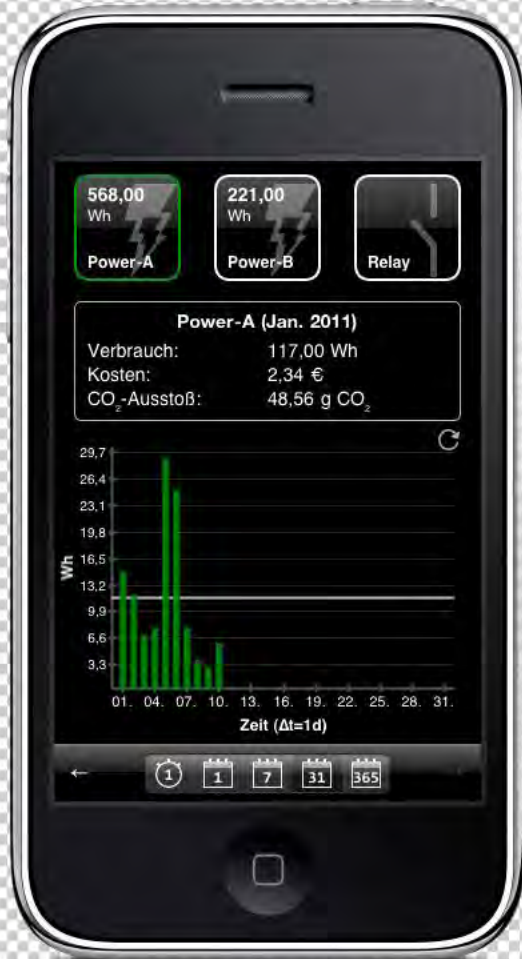 568,00
Wh
Power-A
221,00
Wh
Power-B
Relay
Power-A (Jan. 2011)
Verbrauch: 117,00 Wh
Kosten: 2,34 €
CO₂-Ausstoß: 48,56 g CO₂
29,7
26,4
23,1
19,8
16,5
13,2
9,9
6,6
3,3
Wh
01. 04. 07. 10. 13. 16. 19. 22. 25. 28. 31.
Zeit (Δt=1d)
← 1 1 7 31 365